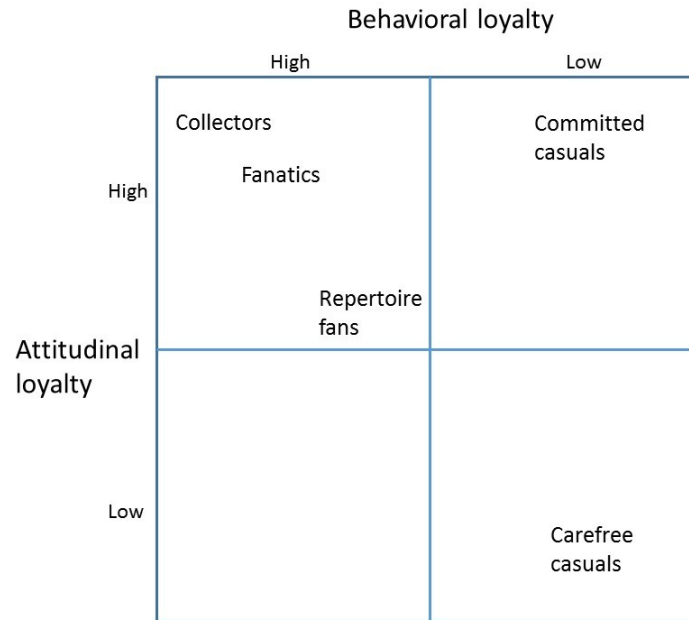 Behavioral loyalty
High
Low
Collectors
Committed
casuals
Fanatics
High
Repertoire
fans
Attitudinal
loyalty
Low
Carefree
casuals